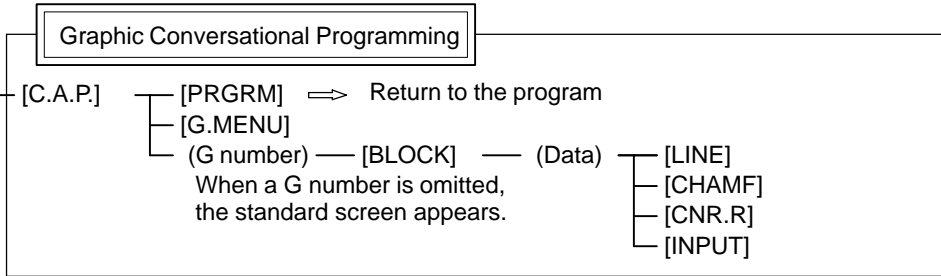 Graphic Conversational Programming
[C.A.P.] [PRGRM] ⇨ Return to the program
[G.MENU]
(G number) [BLOCK] (Data) [LINE]
When a G number is omitted, [CHAMF]
the standard screen appears. [CNR.R]
[INPUT]